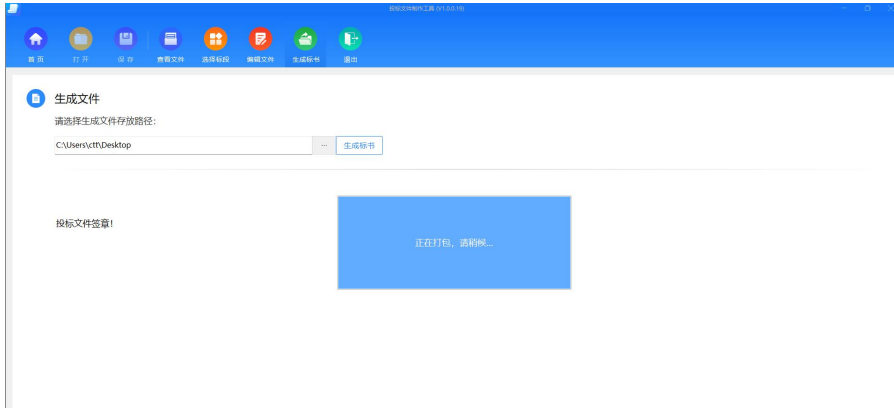 投标文件制作工具 (V1.0.0.19)
首页 打开 保存 查看文件 选择标段 编辑文件 生成标书 退出
生成文件
请选择生成文件存放路径：
C:\Users\ctt\Desktop ... 生成标书
投标文件签章！
正在打包，请稍候...